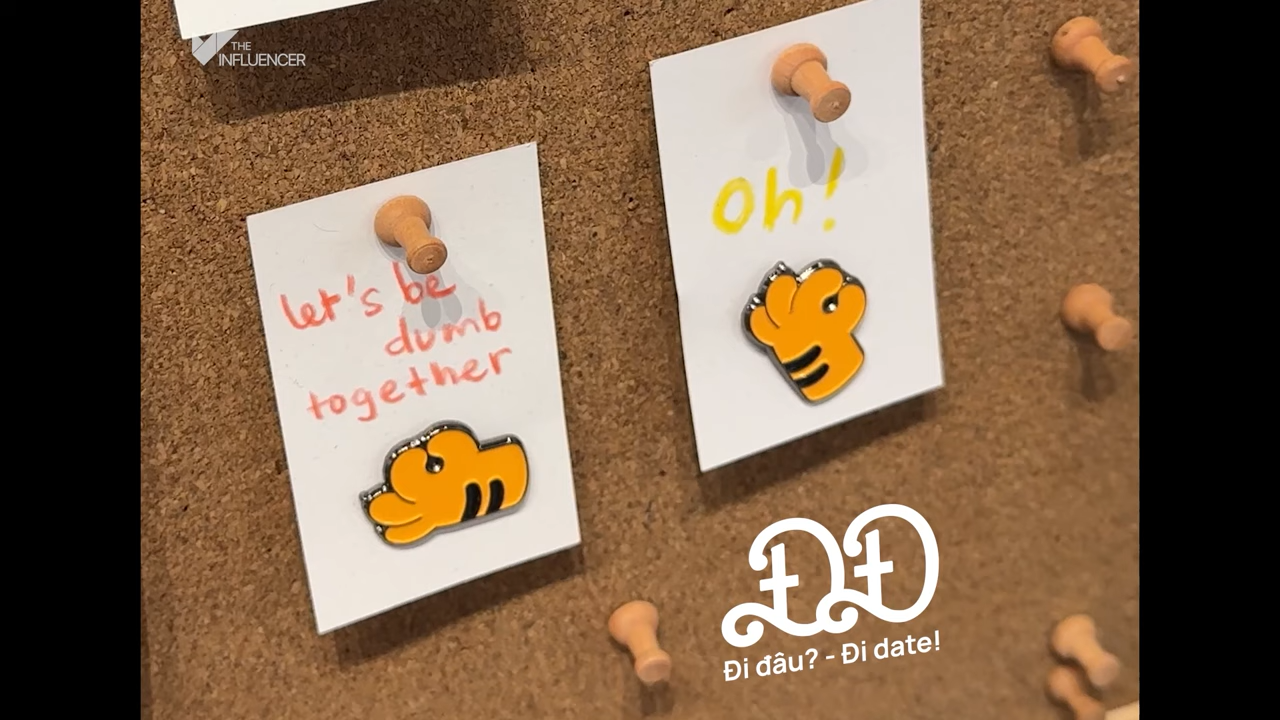 THE
INFLUENCER
Oh!
let's be
dumb
together
ĐĐ
Đi đâu? - Đi date!